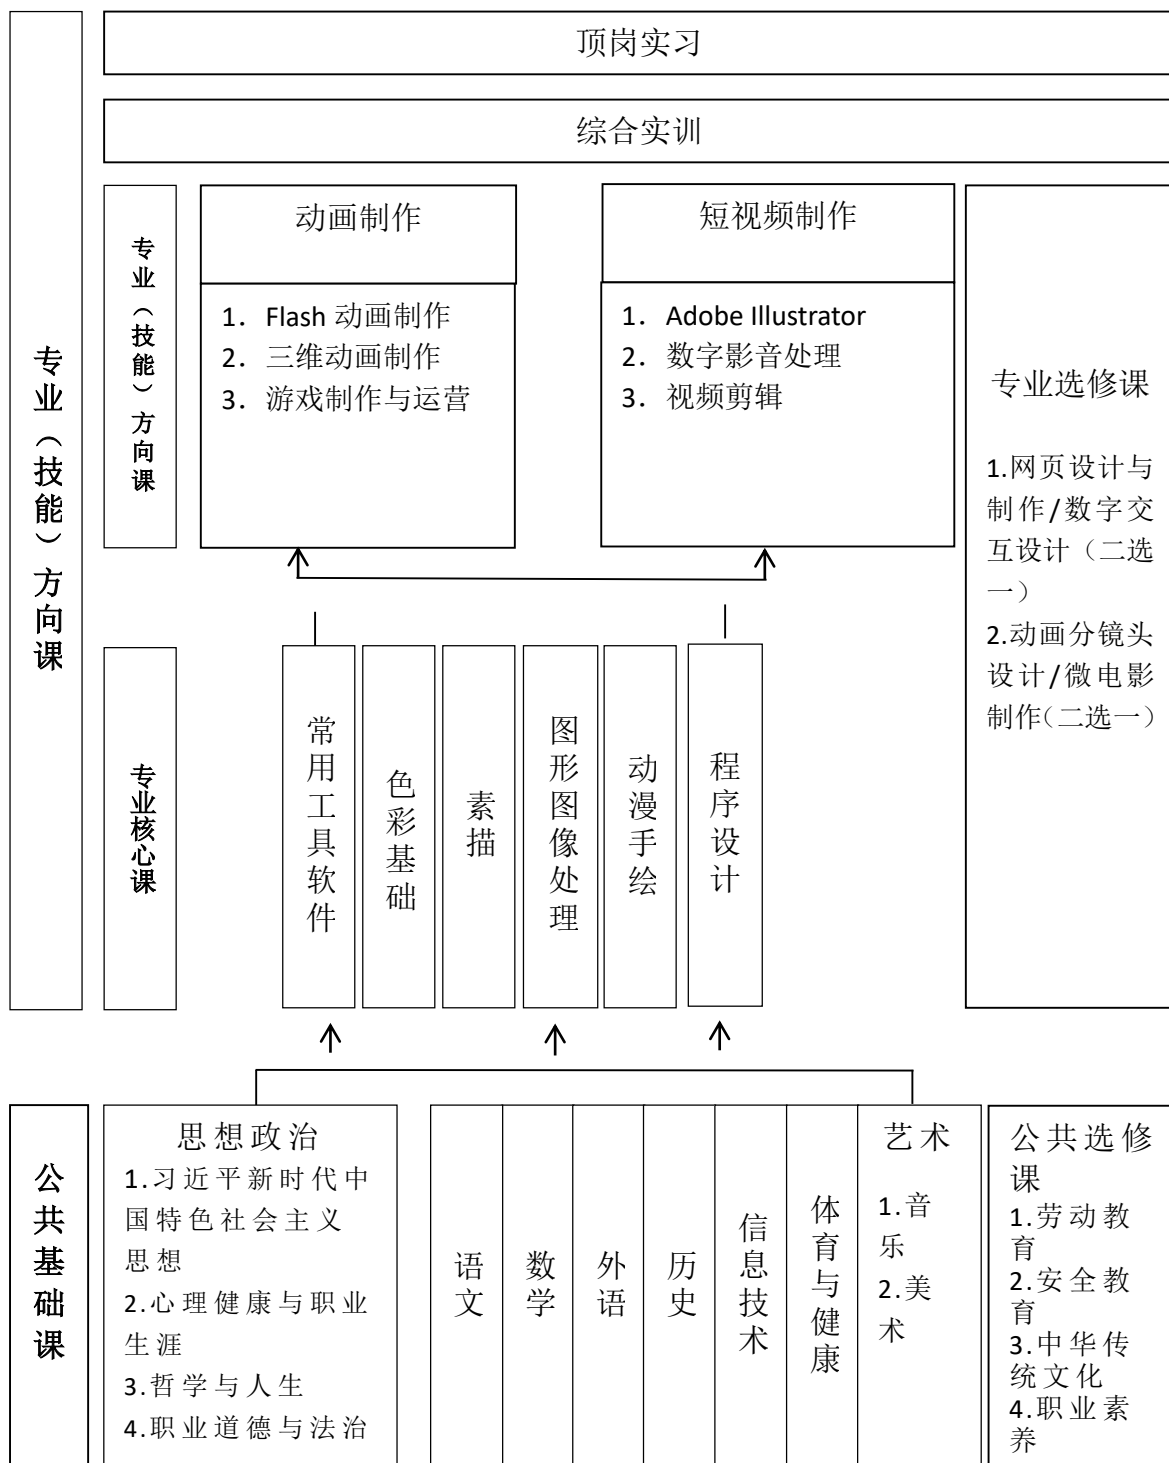 顶岗实习
综合实训
专业（技能）方向课
专业（技能）方向课
动画制作
1. Flash 动画制作
2. 三维动画制作
3. 游戏制作与运营
短视频制作
1. Adobe Illustrator
2. 数字影音处理
3. 视频剪辑
专业选修课
1.网页设计与
制作/数字交
互设计（二选
一）
2.动画分镜头
设计/微电影
制作（二选一）
专业核心课
常用工具软件
色彩基础
素描
图形图像处理
动漫手绘
程序设计
公共基础课
思想政治
1.习近平新时代中
国特色社会主义
思想
2.心理健康与职业
生涯
3.哲学与人生
4.职业道德与法治
语文
数学
外语
历史
信息技术
体育与健康
艺术
1.音
乐
2.美
术
公共选修
课
1.劳动教
育
2.安全教
育
3.中华传
统文化
4.职业素
养